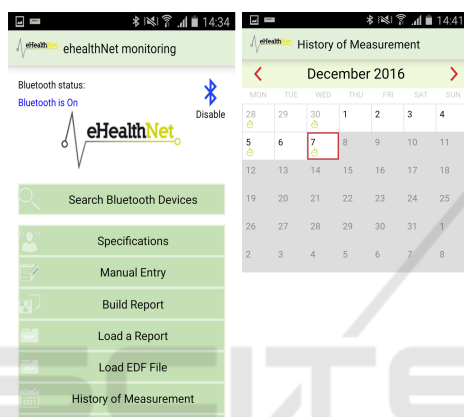 14:34
eHealthNet ehealthNet monitoring
Bluetooth status:
Bluetooth is On
Disable
eHealthNet
Search Bluetooth Devices
Specifications
Manual Entry
Build Report
Load a Report
Load EDF File
History of Measurement
14:41
eHealthNet History of Measurement
December 2016
MON TUE WED THU FRI SAT SUN
28 29 30 1 2 3 4
5 6 7 8 9 10 11
12 13 14 15 16 17 18
19 20 21 22 23 24 25
26 27 28 29 30 31 1
2 3 4 5 6 7 8